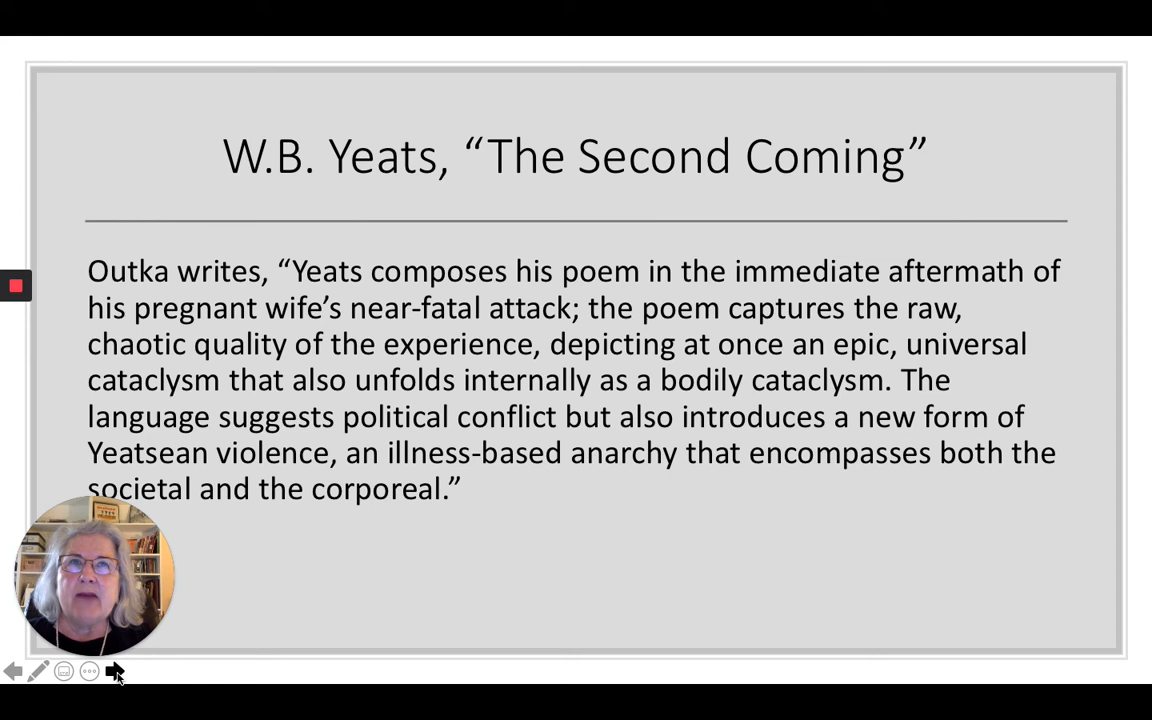 W.B. Yeats, “The Second Coming”
Outka writes, “Yeats composes his poem in the immediate aftermath of
his pregnant wife’s near-fatal attack; the poem captures the raw,
chaotic quality of the experience, depicting at once an epic, universal
cataclysm that also unfolds internally as a bodily cataclysm. The
language suggests political conflict but also introduces a new form of
Yeatsean violence, an illness-based anarchy that encompasses both the
societal and the corporeal.”